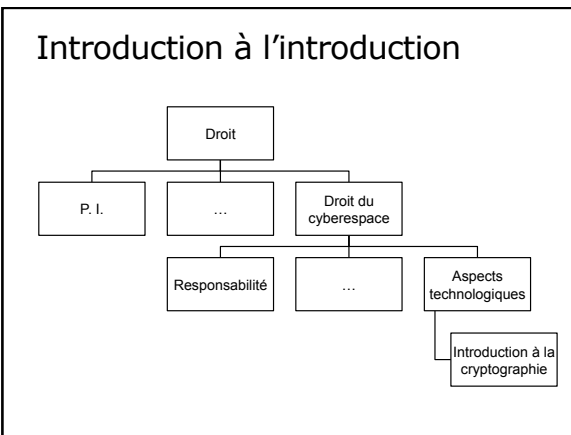 Introduction à l’introduction
Droit
P. I.
…
Droit du
cyberespace
Responsabilité
…
Aspects
technologiques
Introduction à la
cryptographie